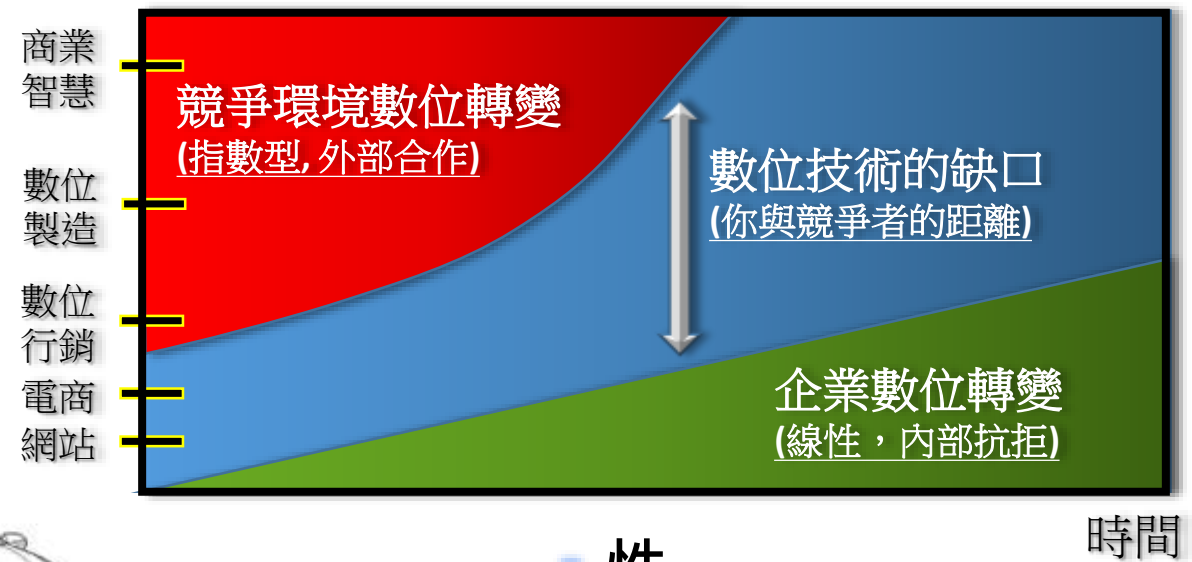 商業
智慧
數位
製造
數位
行銷
電商
網站
競爭環境數位轉變
(指數型, 外部合作)
數位技術的缺口
(你與競爭者的距離)
企業數位轉變
(線性，內部抗拒)
時間
性